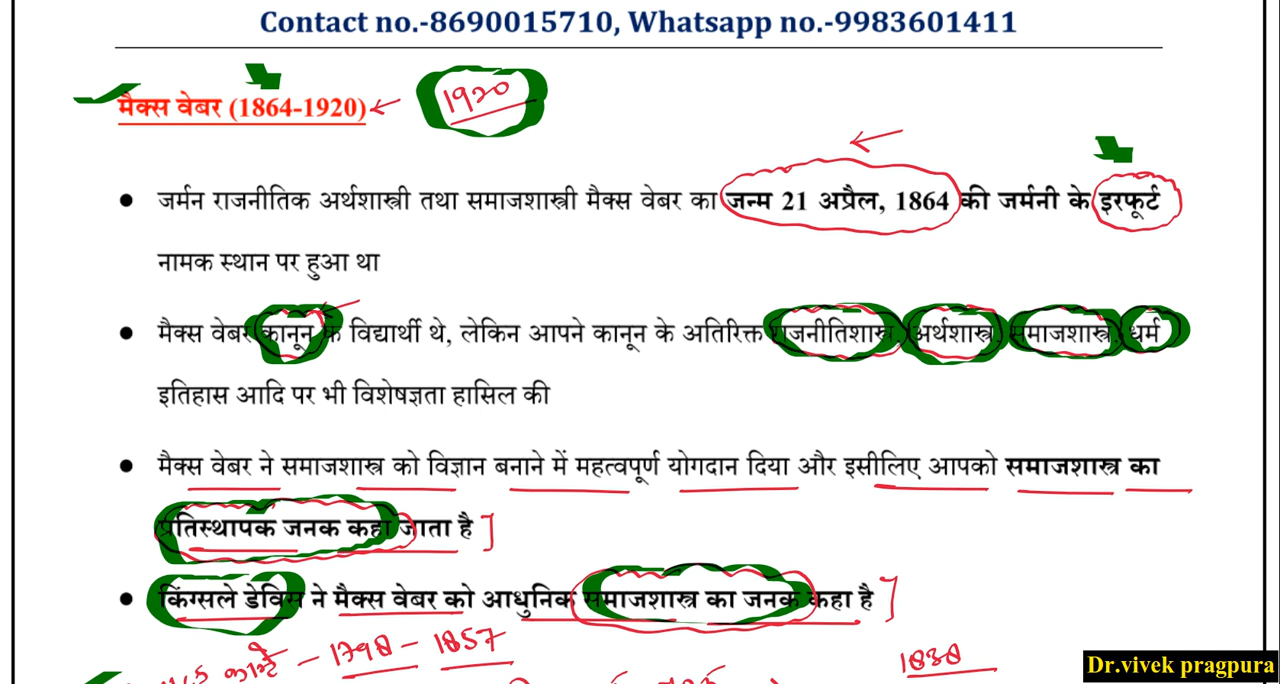 Contact no.-8690015710, Whatsapp no.-9983601411
मैक्स वेबर (1864-1920) 1920
• जर्मन राजनीतिक अर्थशास्त्री तथा समाजशास्त्री मैक्स वेबर का जन्म 21 अप्रैल, 1864 की जर्मनी के इरफूर्ट
नामक स्थान पर हुआ था
• मैक्स वेबर कानून के विद्यार्थी थे, लेकिन आपने कानून के अतिरिक्त राजनीतिशास्त्र, अर्थशास्त्र, समाजशास्त्र, धर्म
इतिहास आदि पर भी विशेषज्ञता हासिल की
• मैक्स वेबर ने समाजशास्त्र को विज्ञान बनाने में महत्वपूर्ण योगदान दिया और इसीलिए आपको समाजशास्त्र का
प्रतिस्थापक जनक कहा जाता है ]
• किंग्सले डेविस ने मैक्स वेबर को आधुनिक समाजशास्त्र का जनक कहा है ]
काम्टे – 1798 – 1857 1838
Dr.vivek pragpura